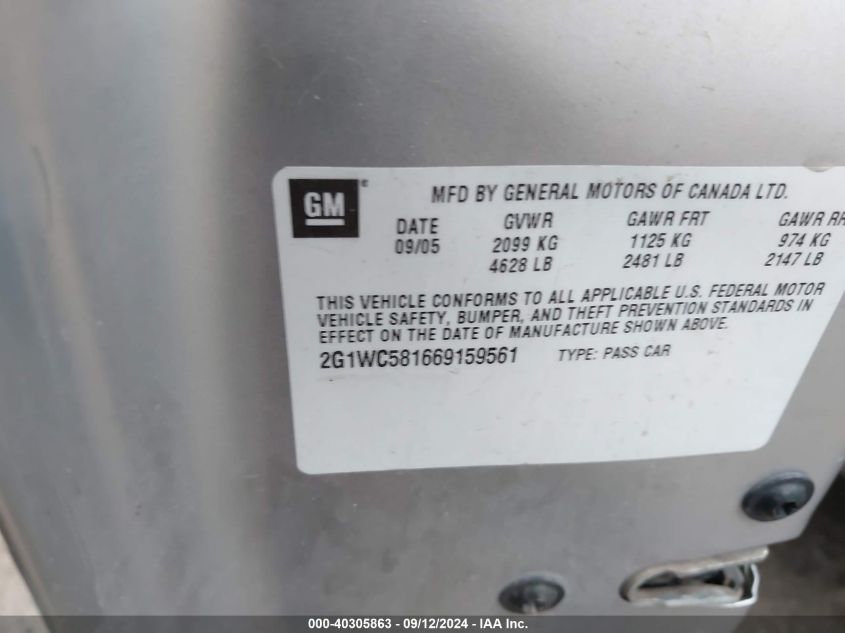 GM®
MFD BY GENERAL MOTORS OF CANADA LTD.
DATE GVWR GAWR FRT GAWR RR
09/05 2099 KG 1125 KG 974 KG
4628 LB 2481 LB 2147 LB
THIS VEHICLE CONFORMS TO ALL APPLICABLE U.S. FEDERAL MOTOR
VEHICLE SAFETY, BUMPER, AND THEFT PREVENTION STANDARDS IN
EFFECT ON THE DATE OF MANUFACTURE SHOWN ABOVE.
2G1WC581669159561 TYPE: PASS CAR
000-40305863 - 09/12/2024 - IAA Inc.